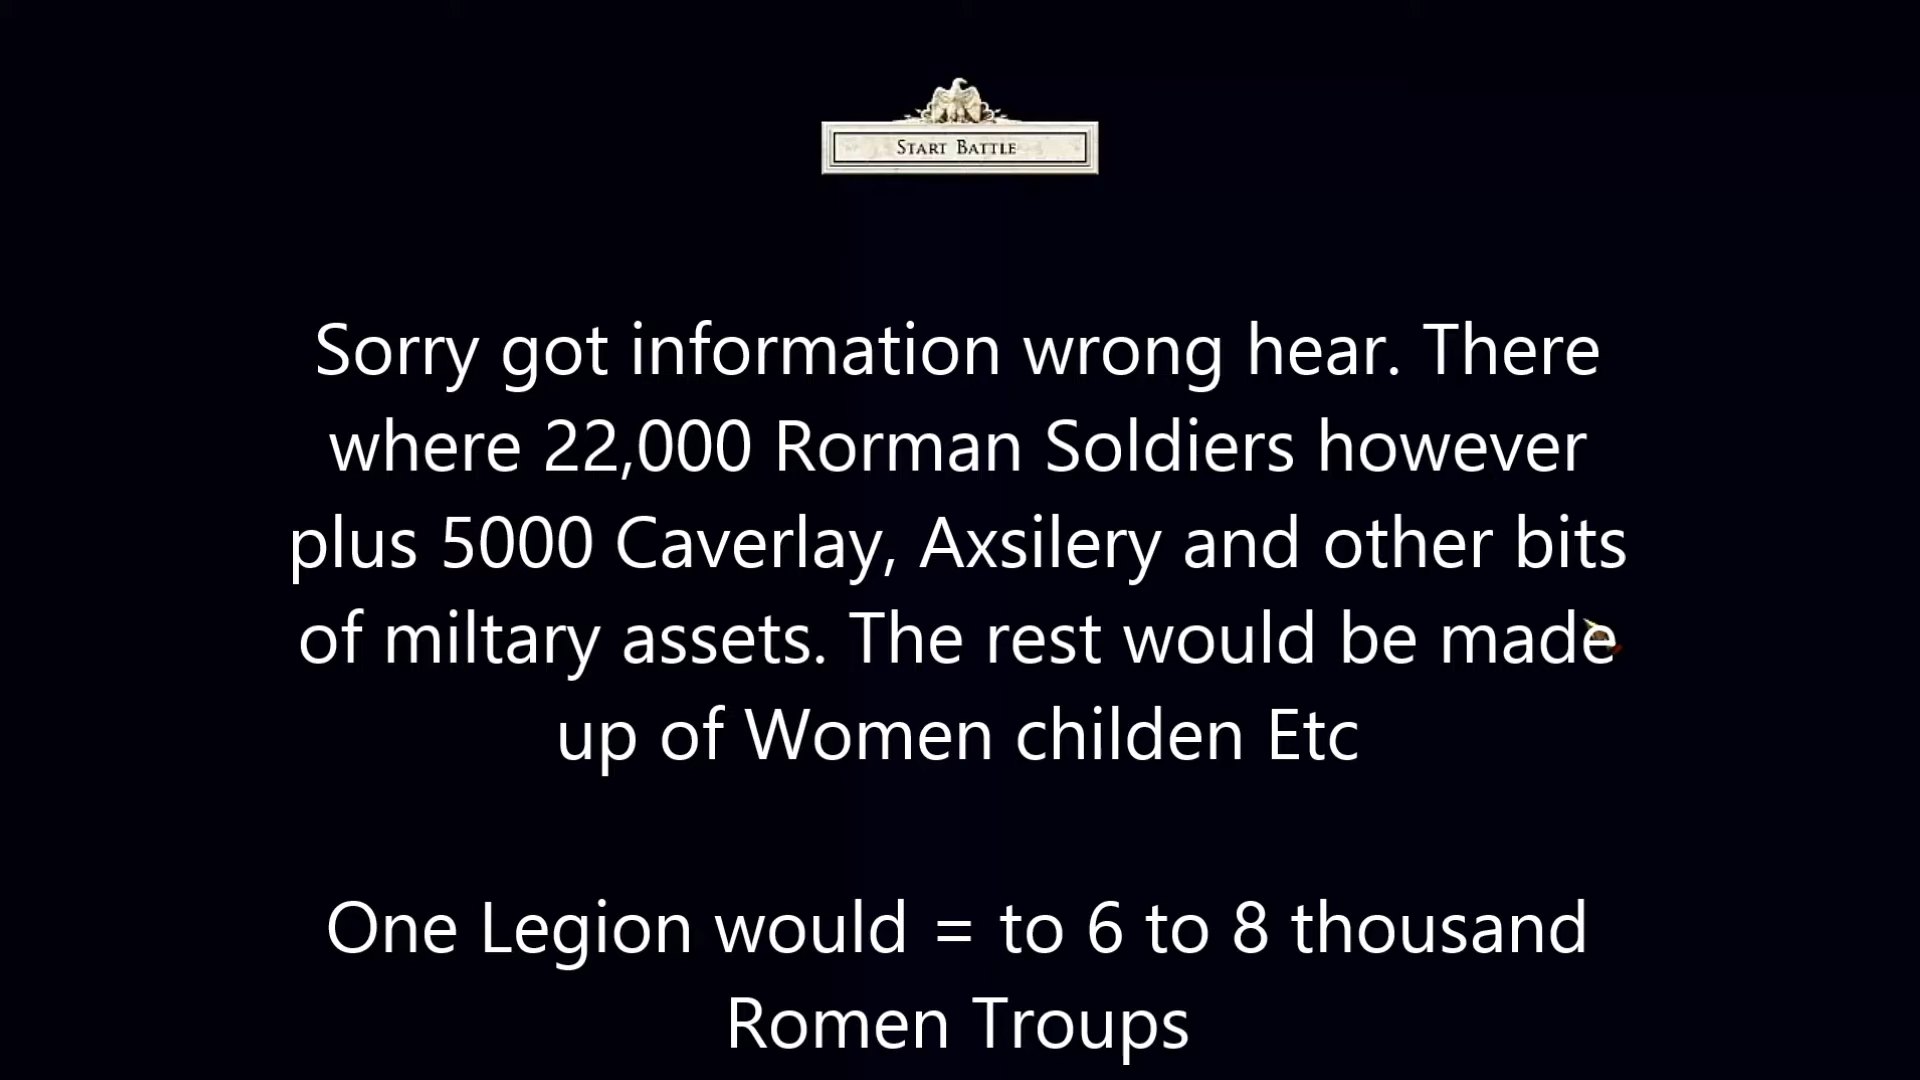 START BATTLE
Sorry got information wrong hear. There
where 22,000 Rorman Soldiers however
plus 5000 Caverlay, Axsilery and other bits
of miltary assets. The rest would be made
up of Women childen Etc
One Legion would = to 6 to 8 thousand
Romen Troups